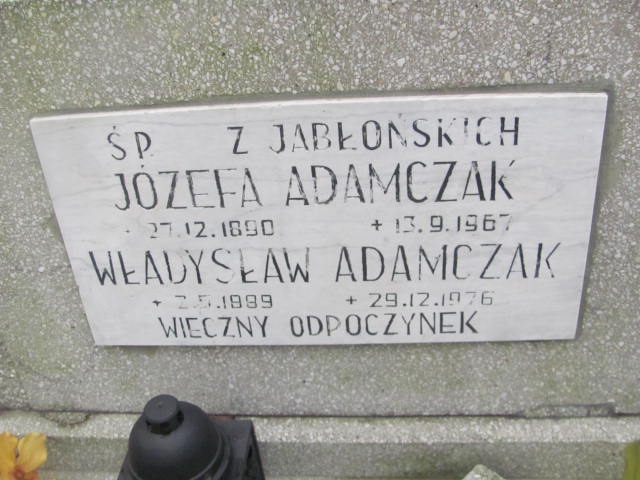 ŚP. Z JABŁOŃSKICH
JÓZEFA ADAMCZAK
27.12.1890 + 13.9.1967
WŁADYSŁAW ADAMCZAK
+ 2.5.1889 + 29.12.1976
WIECZNY ODPOCZYNEK